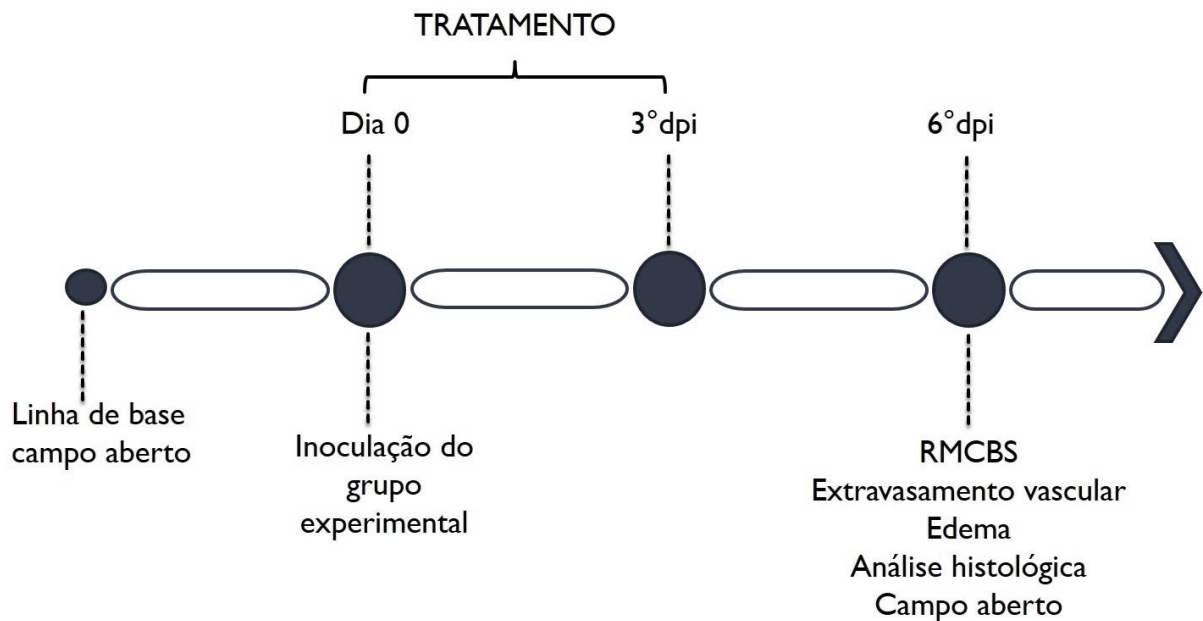 TRATAMENTO
Dia 0
3°dpi
6°dpi
Linha de base
campo aberto
Inoculação do
grupo
experimental
RMCBS
Extravasamento vascular
Edema
Análise histológica
Campo aberto